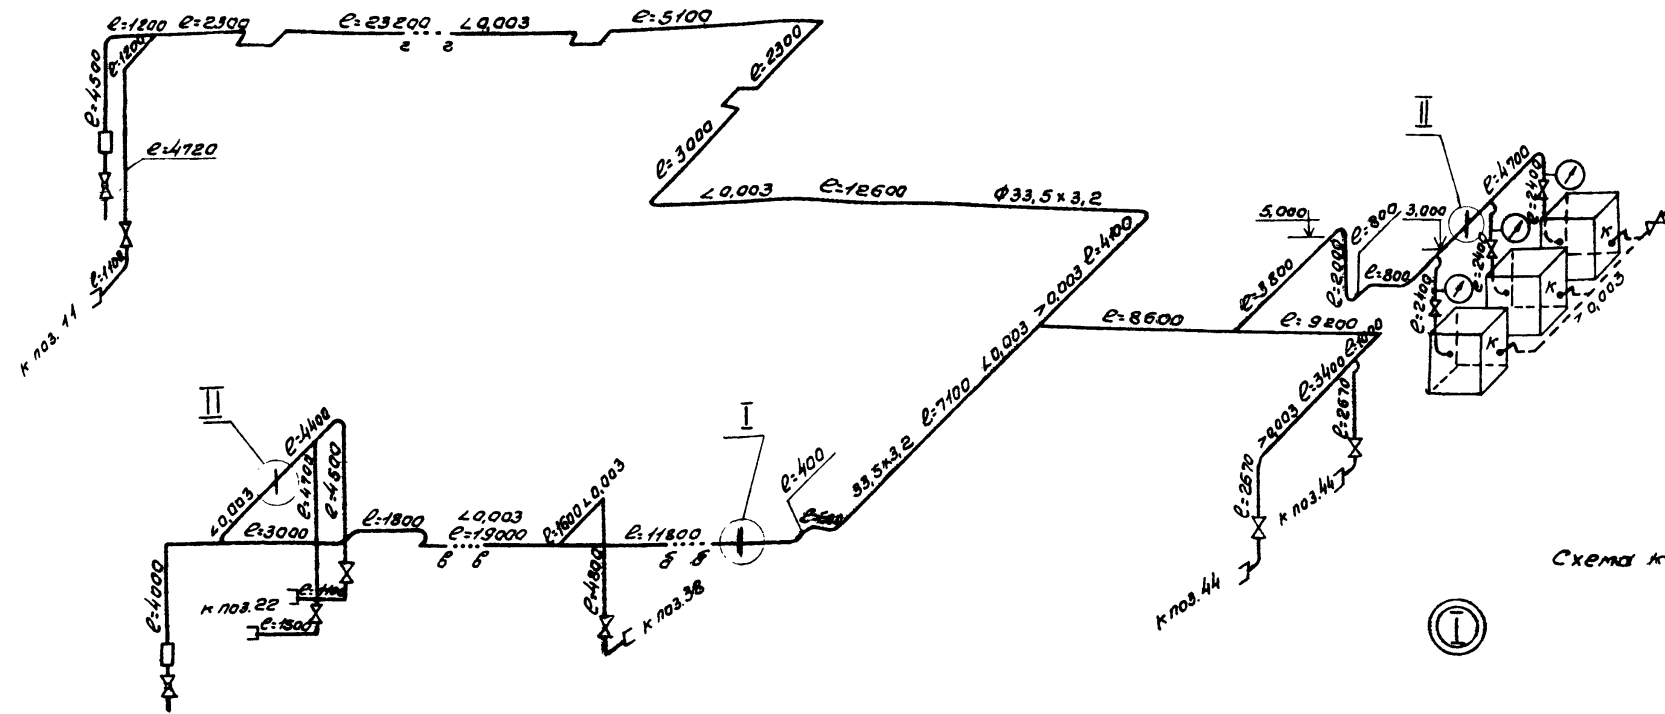 ℓ=1200 ℓ=2300 ℓ=23200 <0,003 ℓ=5100
г г
ℓ=1200
ℓ=4500
ℓ=2300
ℓ=4720
ℓ=3000
ℓ=1100
к поз. 11
<0,003 ℓ=12600 ф33,5×3,2
ℓ=4100
>0,003
II
ℓ=4700
ℓ=2400
5,000
ℓ=800
3,000
ℓ=3800
ℓ=2000
ℓ=800
ℓ=2400
ℓ=2400
К
К
К
0,003
ℓ=8600 ℓ=9200
ℓ=1000
ℓ=3400
>0,003
ℓ=2670
ℓ=2670
к поз.44
к поз.44
<0,003
ℓ=7100
33,5×3,2
II
I
ℓ=4400
ℓ=4700
ℓ=4500
<0,003
ℓ=400
ℓ=3000 ℓ=1800
<0,003
ℓ=19000
в в
ℓ=1600 <0,003
ℓ=11800
б б
ℓ=4800
к поз.38
ℓ=4000
к поз.22
ℓ=1500
Схема к
I